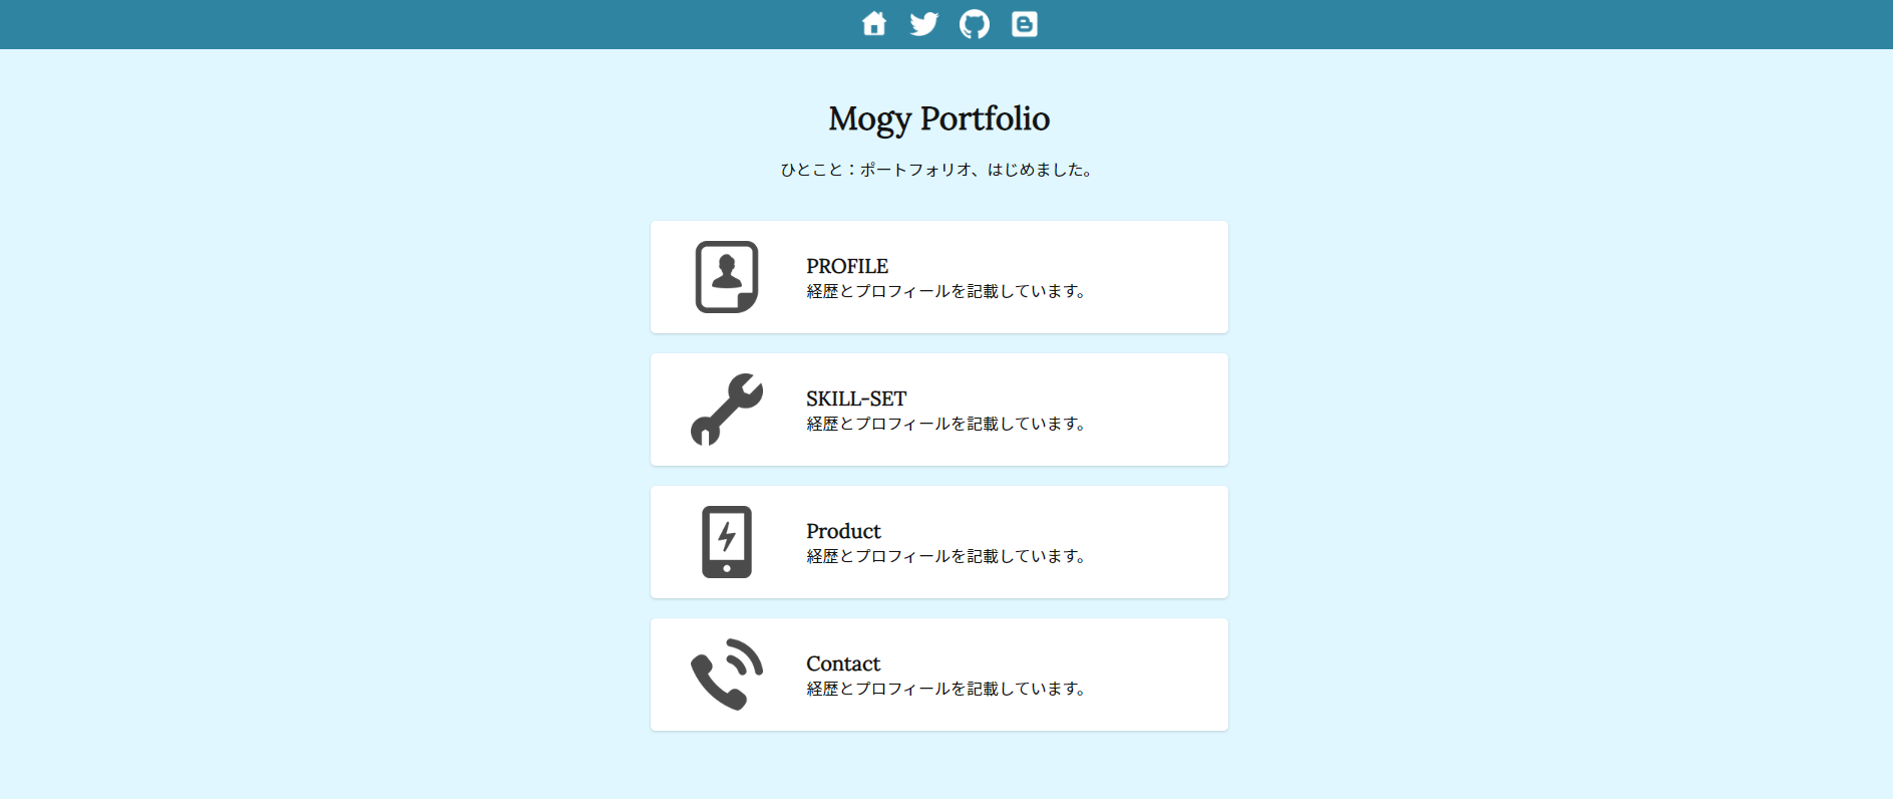 Mogy Portfolio
ひとこと：ポートフォリオ、はじめました。
PROFILE
経歴とプロフィールを記載しています。
SKILL-SET
経歴とプロフィールを記載しています。
Product
経歴とプロフィールを記載しています。
Contact
経歴とプロフィールを記載しています。